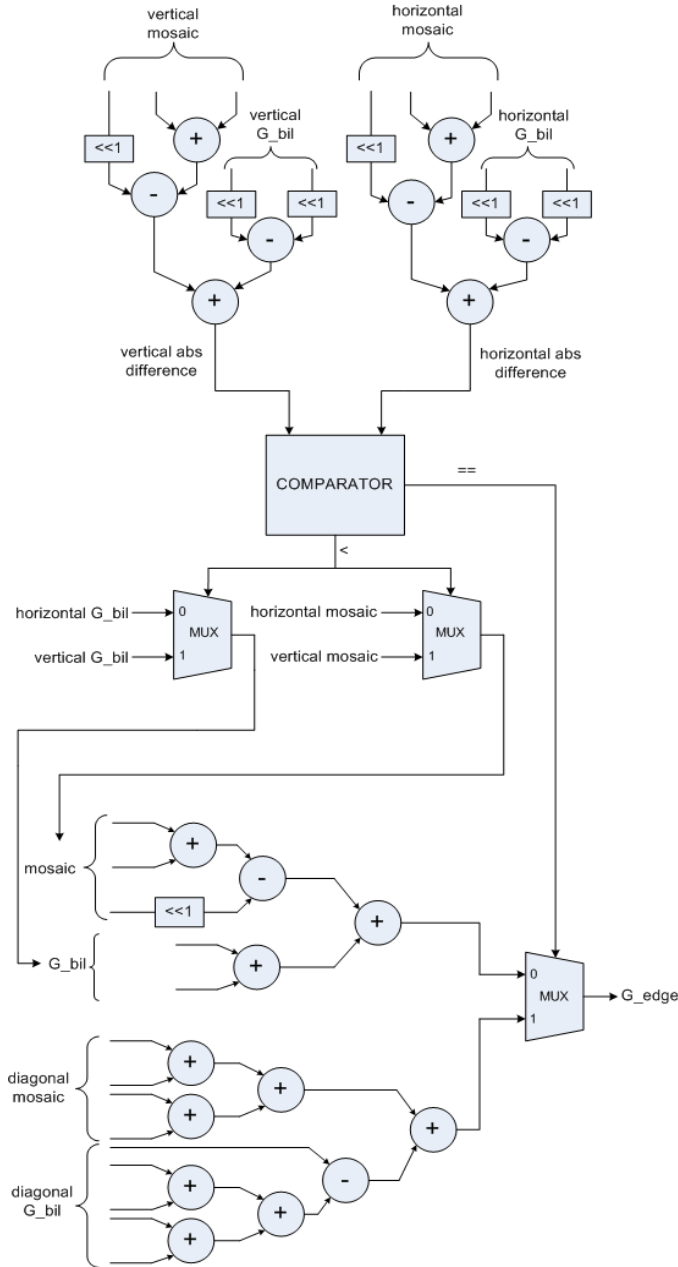 vertical
mosaic
horizontal
mosaic
vertical
G_bil
horizontal
G_bil
+
+
<<1
<<1
-
-
<<1
<<1
<<1
<<1
-
-
+
+
vertical abs
difference
horizontal abs
difference
COMPARATOR
==
<
horizontal G_bil
0
MUX
vertical G_bil
1
horizontal mosaic
0
MUX
vertical mosaic
1
mosaic
+
-
<<1
+
G_bil
+
0
MUX
1
G_edge
diagonal
mosaic
+
+
+
+
diagonal
G_bil
-
+
+
+